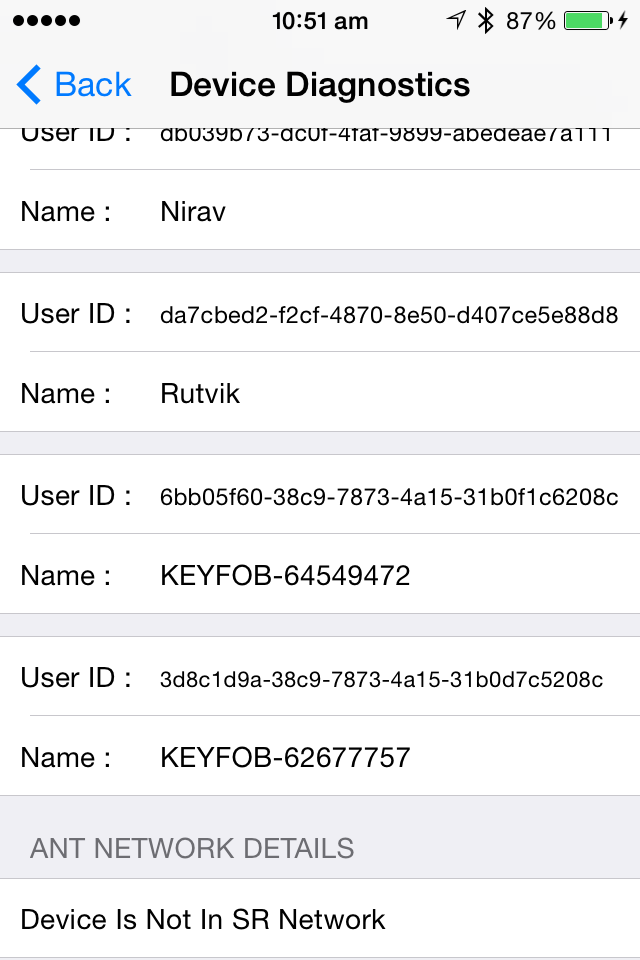 10:51 am 87%
Back Device Diagnostics
User ID : db039b73-dc0f-4faf-9899-abedeae7a111
Name : Nirav
User ID : da7cbed2-f2cf-4870-8e50-d407ce5e88d8
Name : Rutvik
User ID : 6bb05f60-38c9-7873-4a15-31b0f1c6208c
Name : KEYFOB-64549472
User ID : 3d8c1d9a-38c9-7873-4a15-31b0d7c5208c
Name : KEYFOB-62677757
ANT NETWORK DETAILS
Device Is Not In SR Network